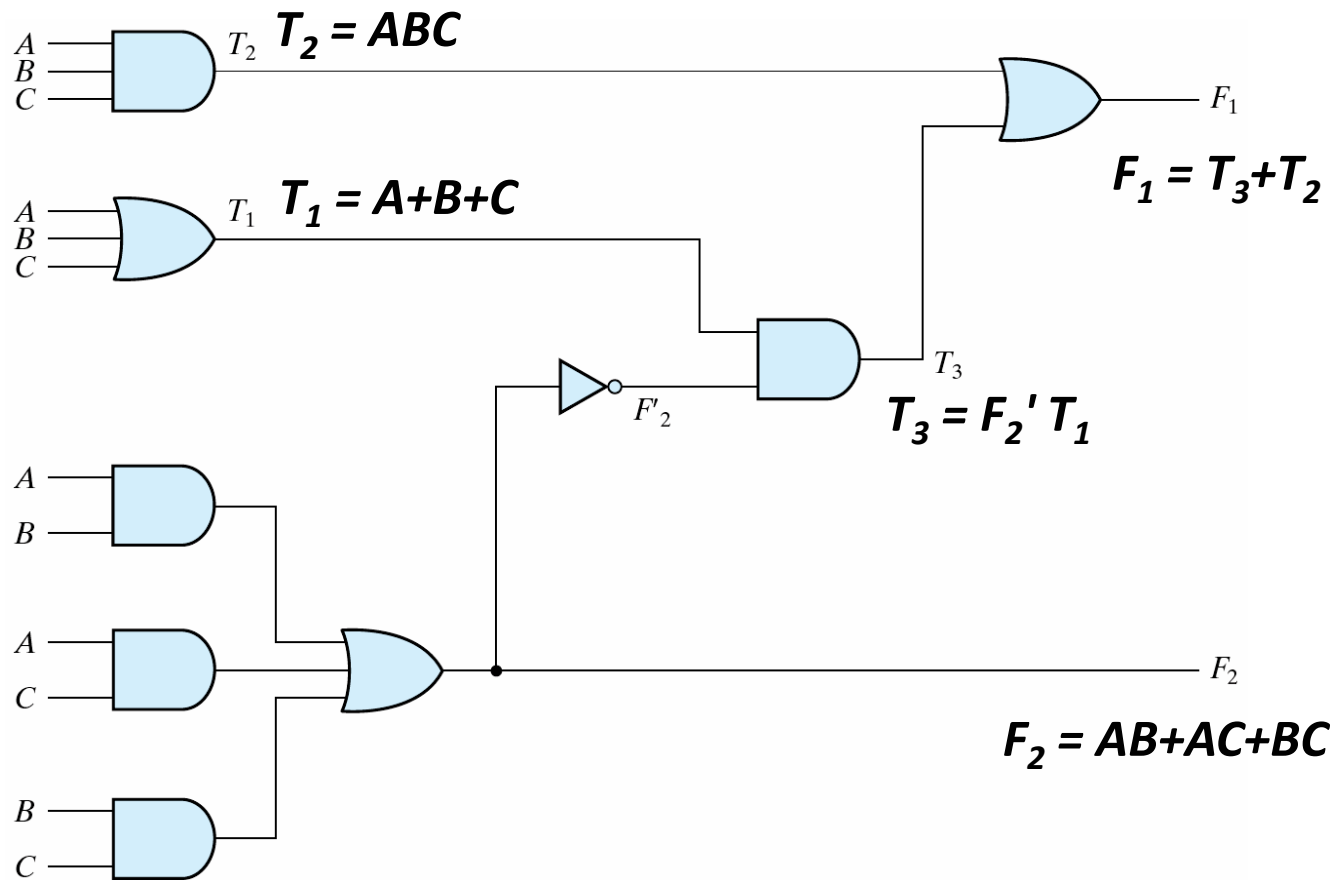 A
B
C
T₂ T₂ = ABC
F₁
F₁ = T₃+T₂
A
B
C
T₁ T₁ = A+B+C
F′₂
T₃
T₃ = F₂' T₁
A
B
A
C
F₂
F₂ = AB+AC+BC
B
C